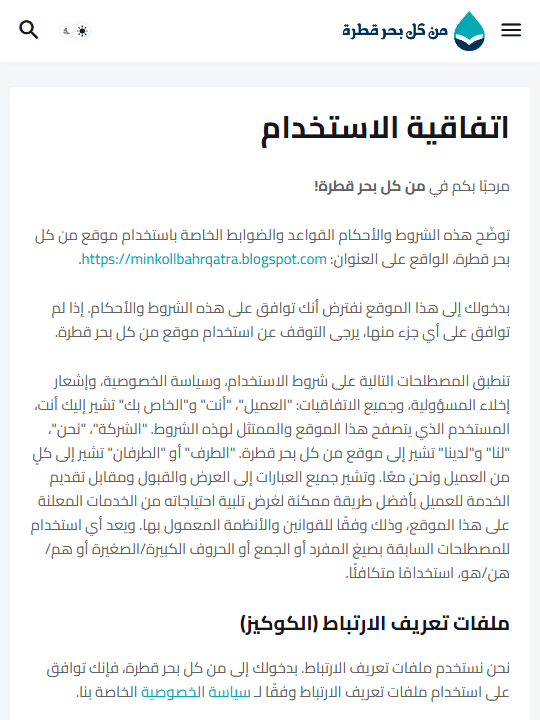 من كل بحر قطرة
اتفاقية الاستخدام
مرحبًا بكم في من كل بحر قطرة!
توضّح هذه الشروط والأحكام القواعد والضوابط الخاصة باستخدام موقع من كل
بحر قطرة، الواقع على العنوان: https://minkollbahrqatra.blogspot.com.
بدخولك إلى هذا الموقع نفترض أنك توافق على هذه الشروط والأحكام. إذا لم
توافق على أي جزء منها، يرجى التوقف عن استخدام موقع من كل بحر قطرة.
تنطبق المصطلحات التالية على شروط الاستخدام، وسياسة الخصوصية، وإشعار
إخلاء المسؤولية، وجميع الاتفاقيات: "العميل"، "أنت" و"الخاص بك" تشير إليك أنت،
المستخدم الذي يتصفح هذا الموقع والممتثل لهذه الشروط. "الشركة"، "نحن"،
"لنا" و"لدينا" تشير إلى موقع من كل بحر قطرة. "الطرف" أو "الطرفان" تشير إلى كلٍ
من العميل ونحن معًا. وتشير جميع العبارات إلى العرض والقبول ومقابل تقديم
الخدمة للعميل بأفضل طريقة ممكنة لغرض تلبية احتياجاته من الخدمات المعلنة
على هذا الموقع، وذلك وفقًا للقوانين والأنظمة المعمول بها. ويعد أي استخدام
للمصطلحات السابقة بصيغ المفرد أو الجمع أو الحروف الكبيرة/الصغيرة أو هم/
هن/هو، استخدامًا متكافئًا.
ملفات تعريف الارتباط (الكوكيز)
نحن نستخدم ملفات تعريف الارتباط. بدخولك إلى من كل بحر قطرة، فإنك توافق
على استخدام ملفات تعريف الارتباط وفقًا لـ سياسة الخصوصية الخاصة بنا.